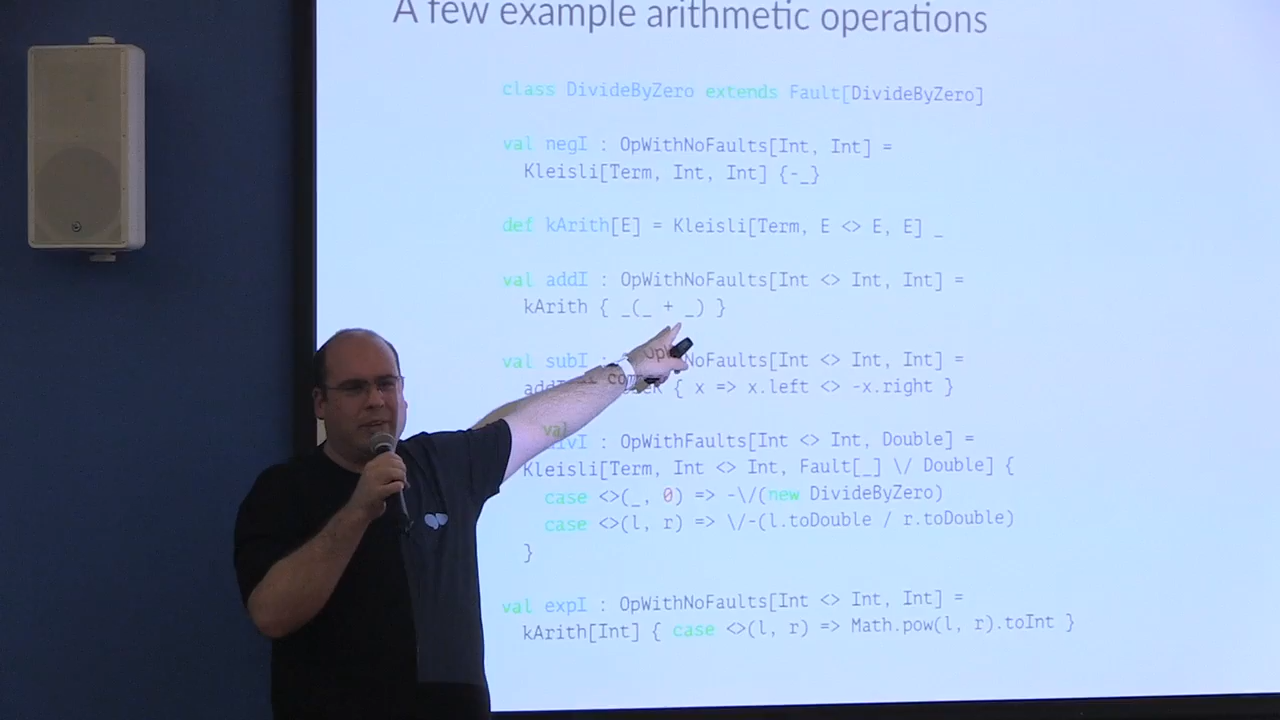 A few example arithmetic operations
class DivideByZero extends Fault[DivideByZero]
val negI : OpWithNoFaults[Int, Int] =
Kleisli[Term, Int, Int] {-_}
def kArith[E] = Kleisli[Term, E <> E, E] _
val addI : OpWithNoFaults[Int <> Int, Int] =
kArith { _(_ + _) }
val subI : OpWithNoFaults[Int <> Int, Int] =
{ x => x.left <> -x.right }
val divI : OpWithFaults[Int <> Int, Double] =
Kleisli[Term, Int <> Int, Fault[_] \/ Double] {
case <>(_, 0) => -\/(new DivideByZero)
case <>(l, r) => \/-(l.toDouble / r.toDouble)
}
val expI : OpWithNoFaults[Int <> Int, Int] =
kArith[Int] { case <>(l, r) => Math.pow(l, r).toInt }